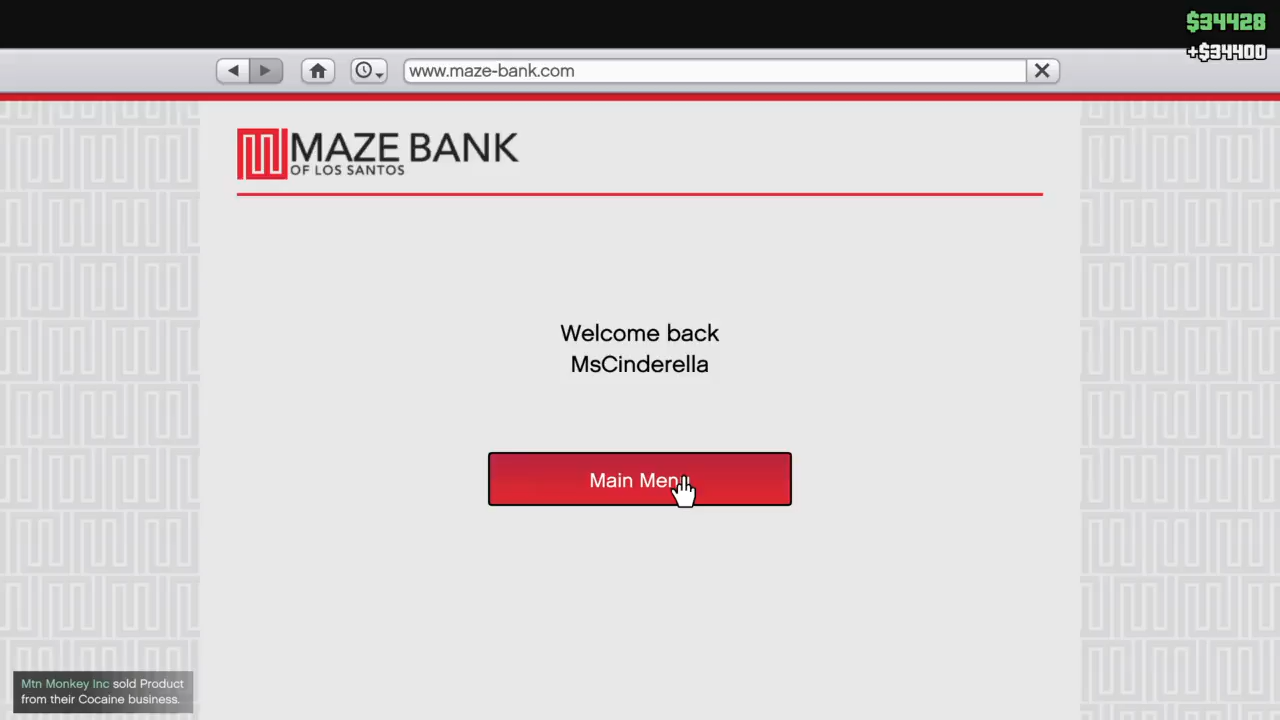 $34428
+$34400
www.maze-bank.com
MAZE BANK
OF LOS SANTOS
Welcome back
MsCinderella
Main Menu
Mtn Monkey Inc sold Product
from their Cocaine business.